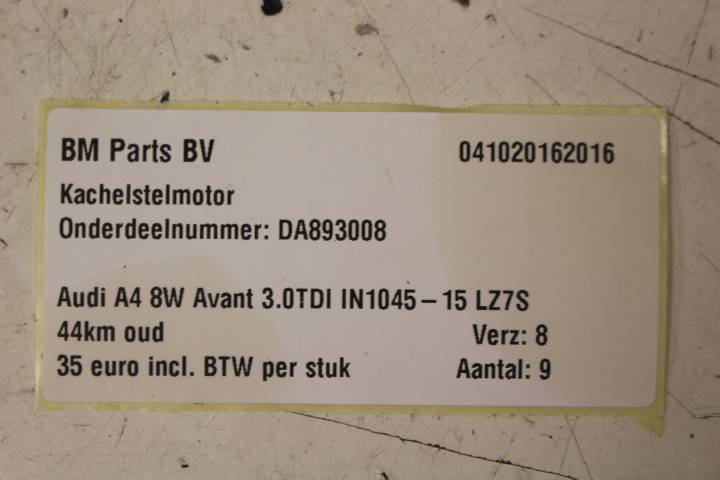 BM Parts BV 041020162016
Kachelstelmotor
Onderdeelnummer: DA893008
Audi A4 8W Avant 3.0TDI IN1045-15 LZ7S
44km oud Verz: 8
35 euro incl. BTW per stuk Aantal: 9